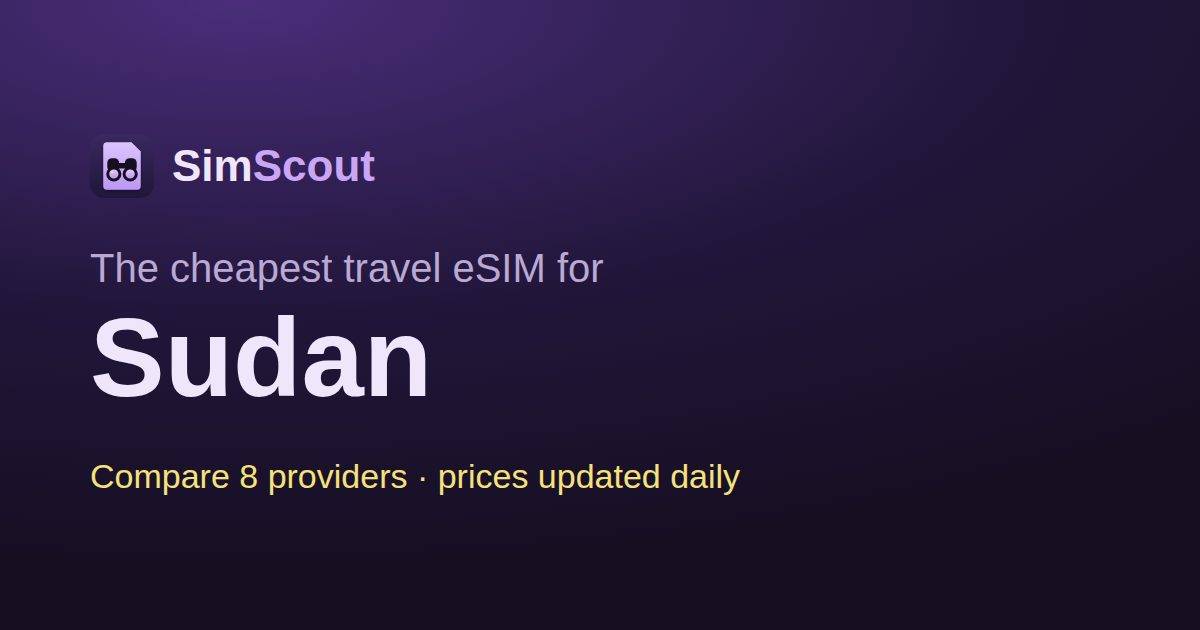 SimScout
The cheapest travel eSIM for
Sudan
Compare 8 providers · prices updated daily